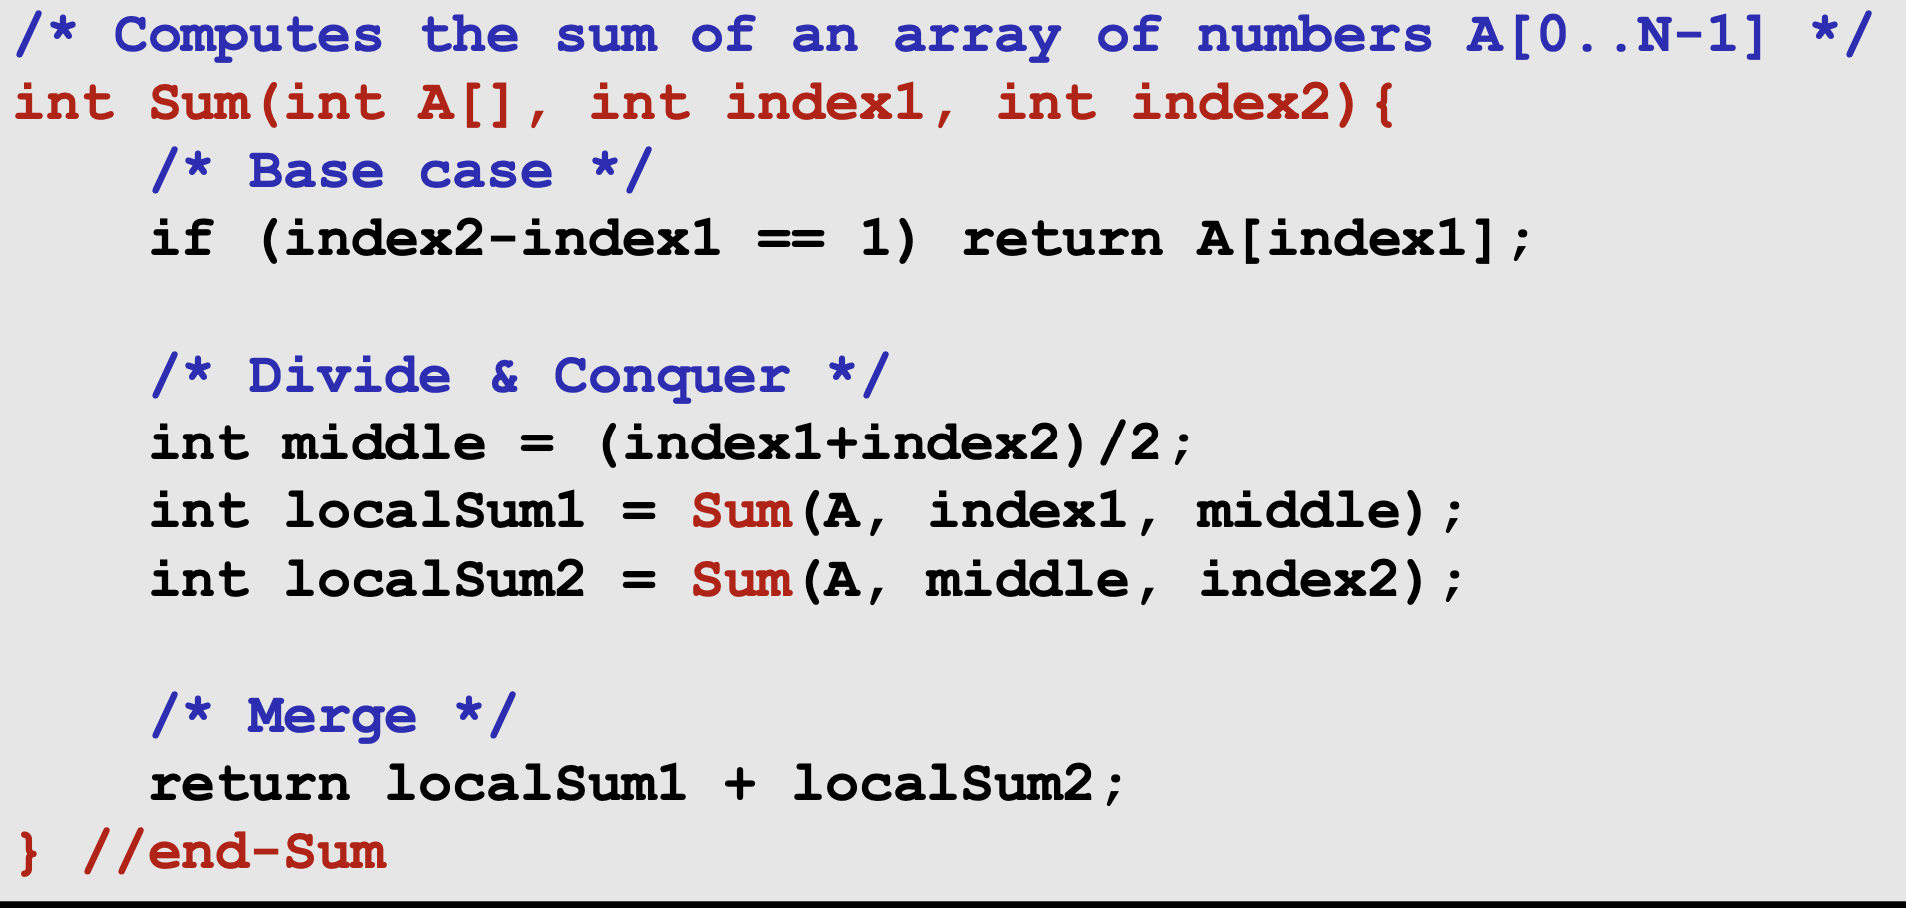 /* Computes the sum of an array of numbers A[0..N-1] */
int Sum(int A[], int index1, int index2){
/* Base case */
if (index2-index1 == 1) return A[index1];
/* Divide & Conquer */
int middle = (index1+index2)/2;
int localSum1 = Sum(A, index1, middle);
int localSum2 = Sum(A, middle, index2);
/* Merge */
return localSum1 + localSum2;
} //end-Sum